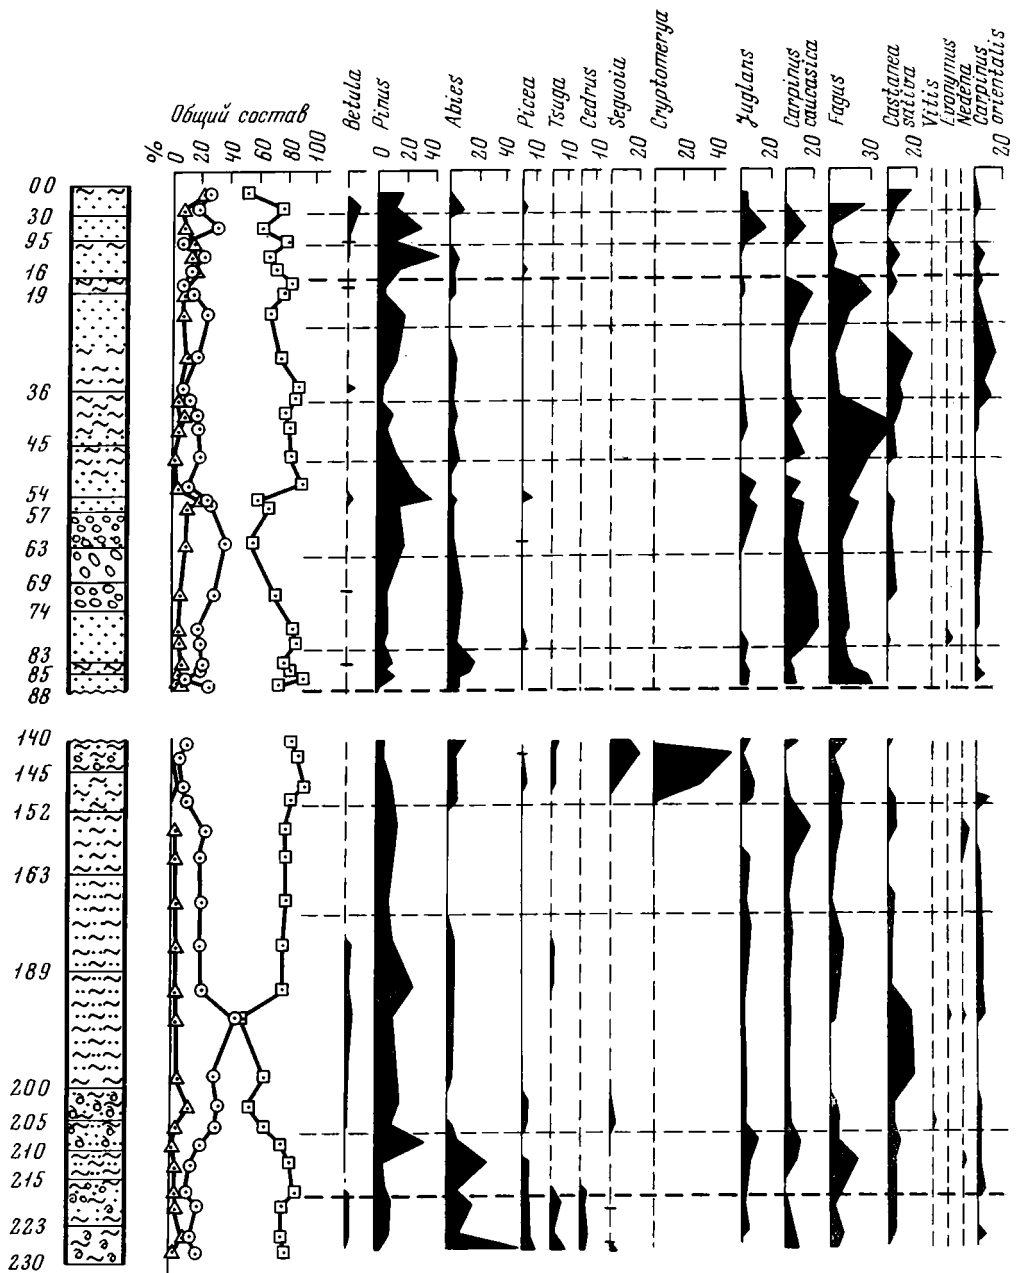 Общий состав
%
0 20 40 60 80 100
Betula
Pinus
0 20 40
Abies
20 40
Picea
10
Tsuga
10
Cedrus
10
Seguoia
10
Cryptomerya
20 40
Juglans
20
Carpinus caucasica
20
Fagus
30
Castanea sativa
20
Vitis
Evonymus
Nedena
Carpinus orientalis
20
00
30
95
16
19
36
45
54
57
63
69
74
83
85
88
140
145
152
163
189
200
205
210
215
223
230